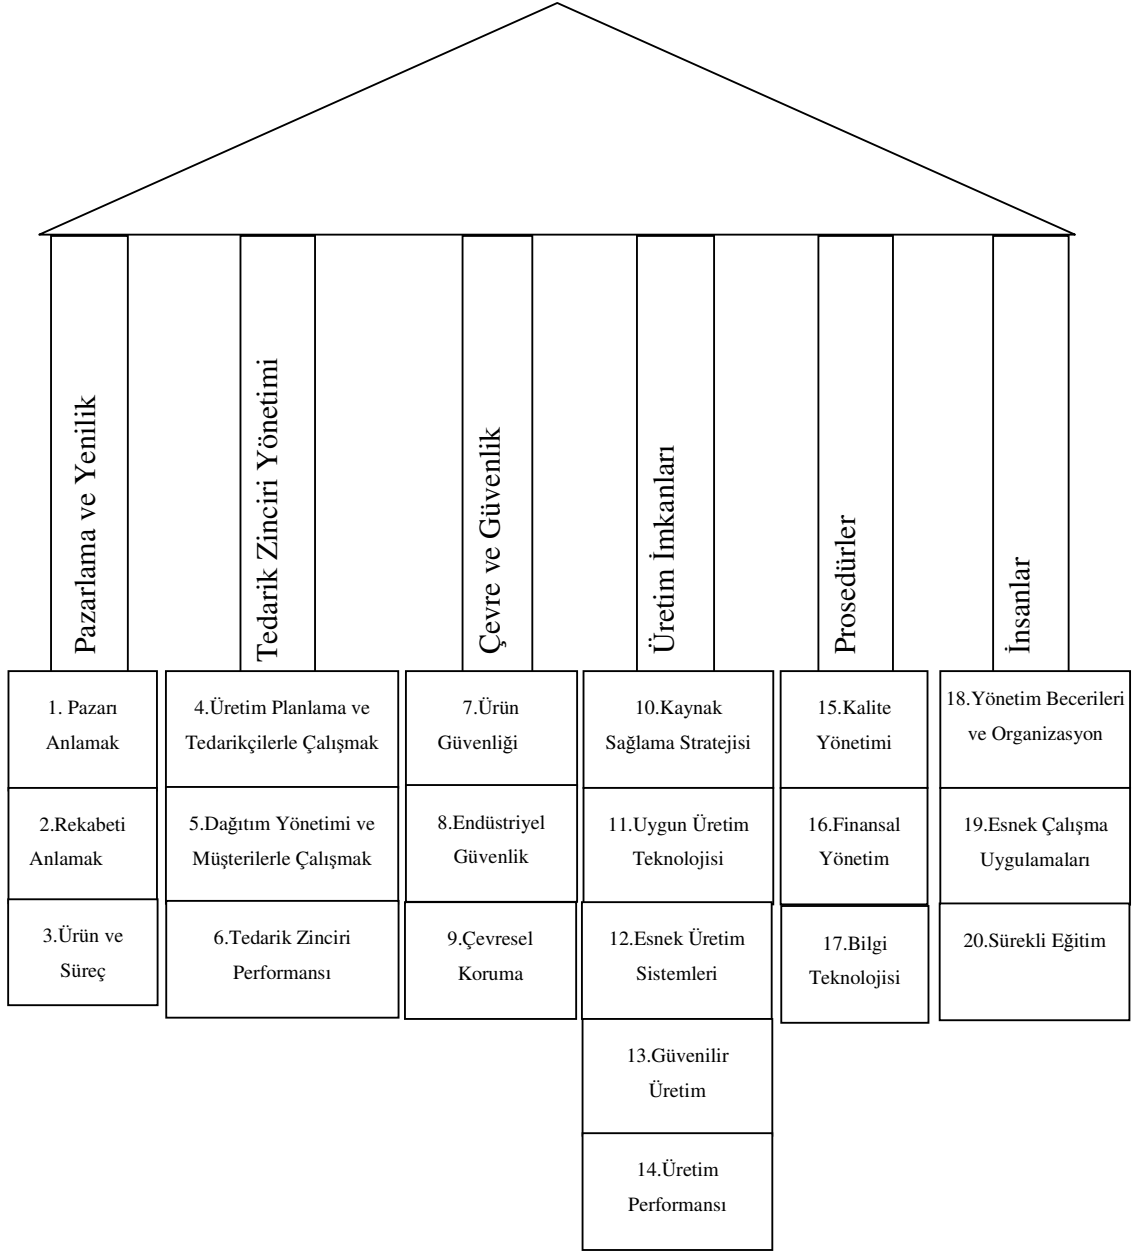 Pazarlama ve Yenilik
Tedarik Zinciri Yönetimi
Çevre ve Güvenlik
Üretim İmkanları
Prosedürler
İnsanlar
1. Pazarı
Anlamak
2.Rekabeti
Anlamak
3.Ürün ve
Süreç
4.Üretim Planlama ve
Tedarikçilerle Çalışmak
5.Dağıtım Yönetimi ve
Müşterilerle Çalışmak
6.Tedarik Zinciri
Performansı
7.Ürün
Güvenliği
8.Endüstriyel
Güvenlik
9.Çevresel
Koruma
10.Kaynak
Sağlama Stratejisi
11.Uygun Üretim
Teknolojisi
12.Esnek Üretim
Sistemleri
13.Güvenilir
Üretim
14.Üretim
Performansı
15.Kalite
Yönetimi
16.Finansal
Yönetim
17.Bilgi
Teknolojisi
18.Yönetim Becerileri
ve Organizasyon
19.Esnek Çalışma
Uygulamaları
20.Sürekli Eğitim